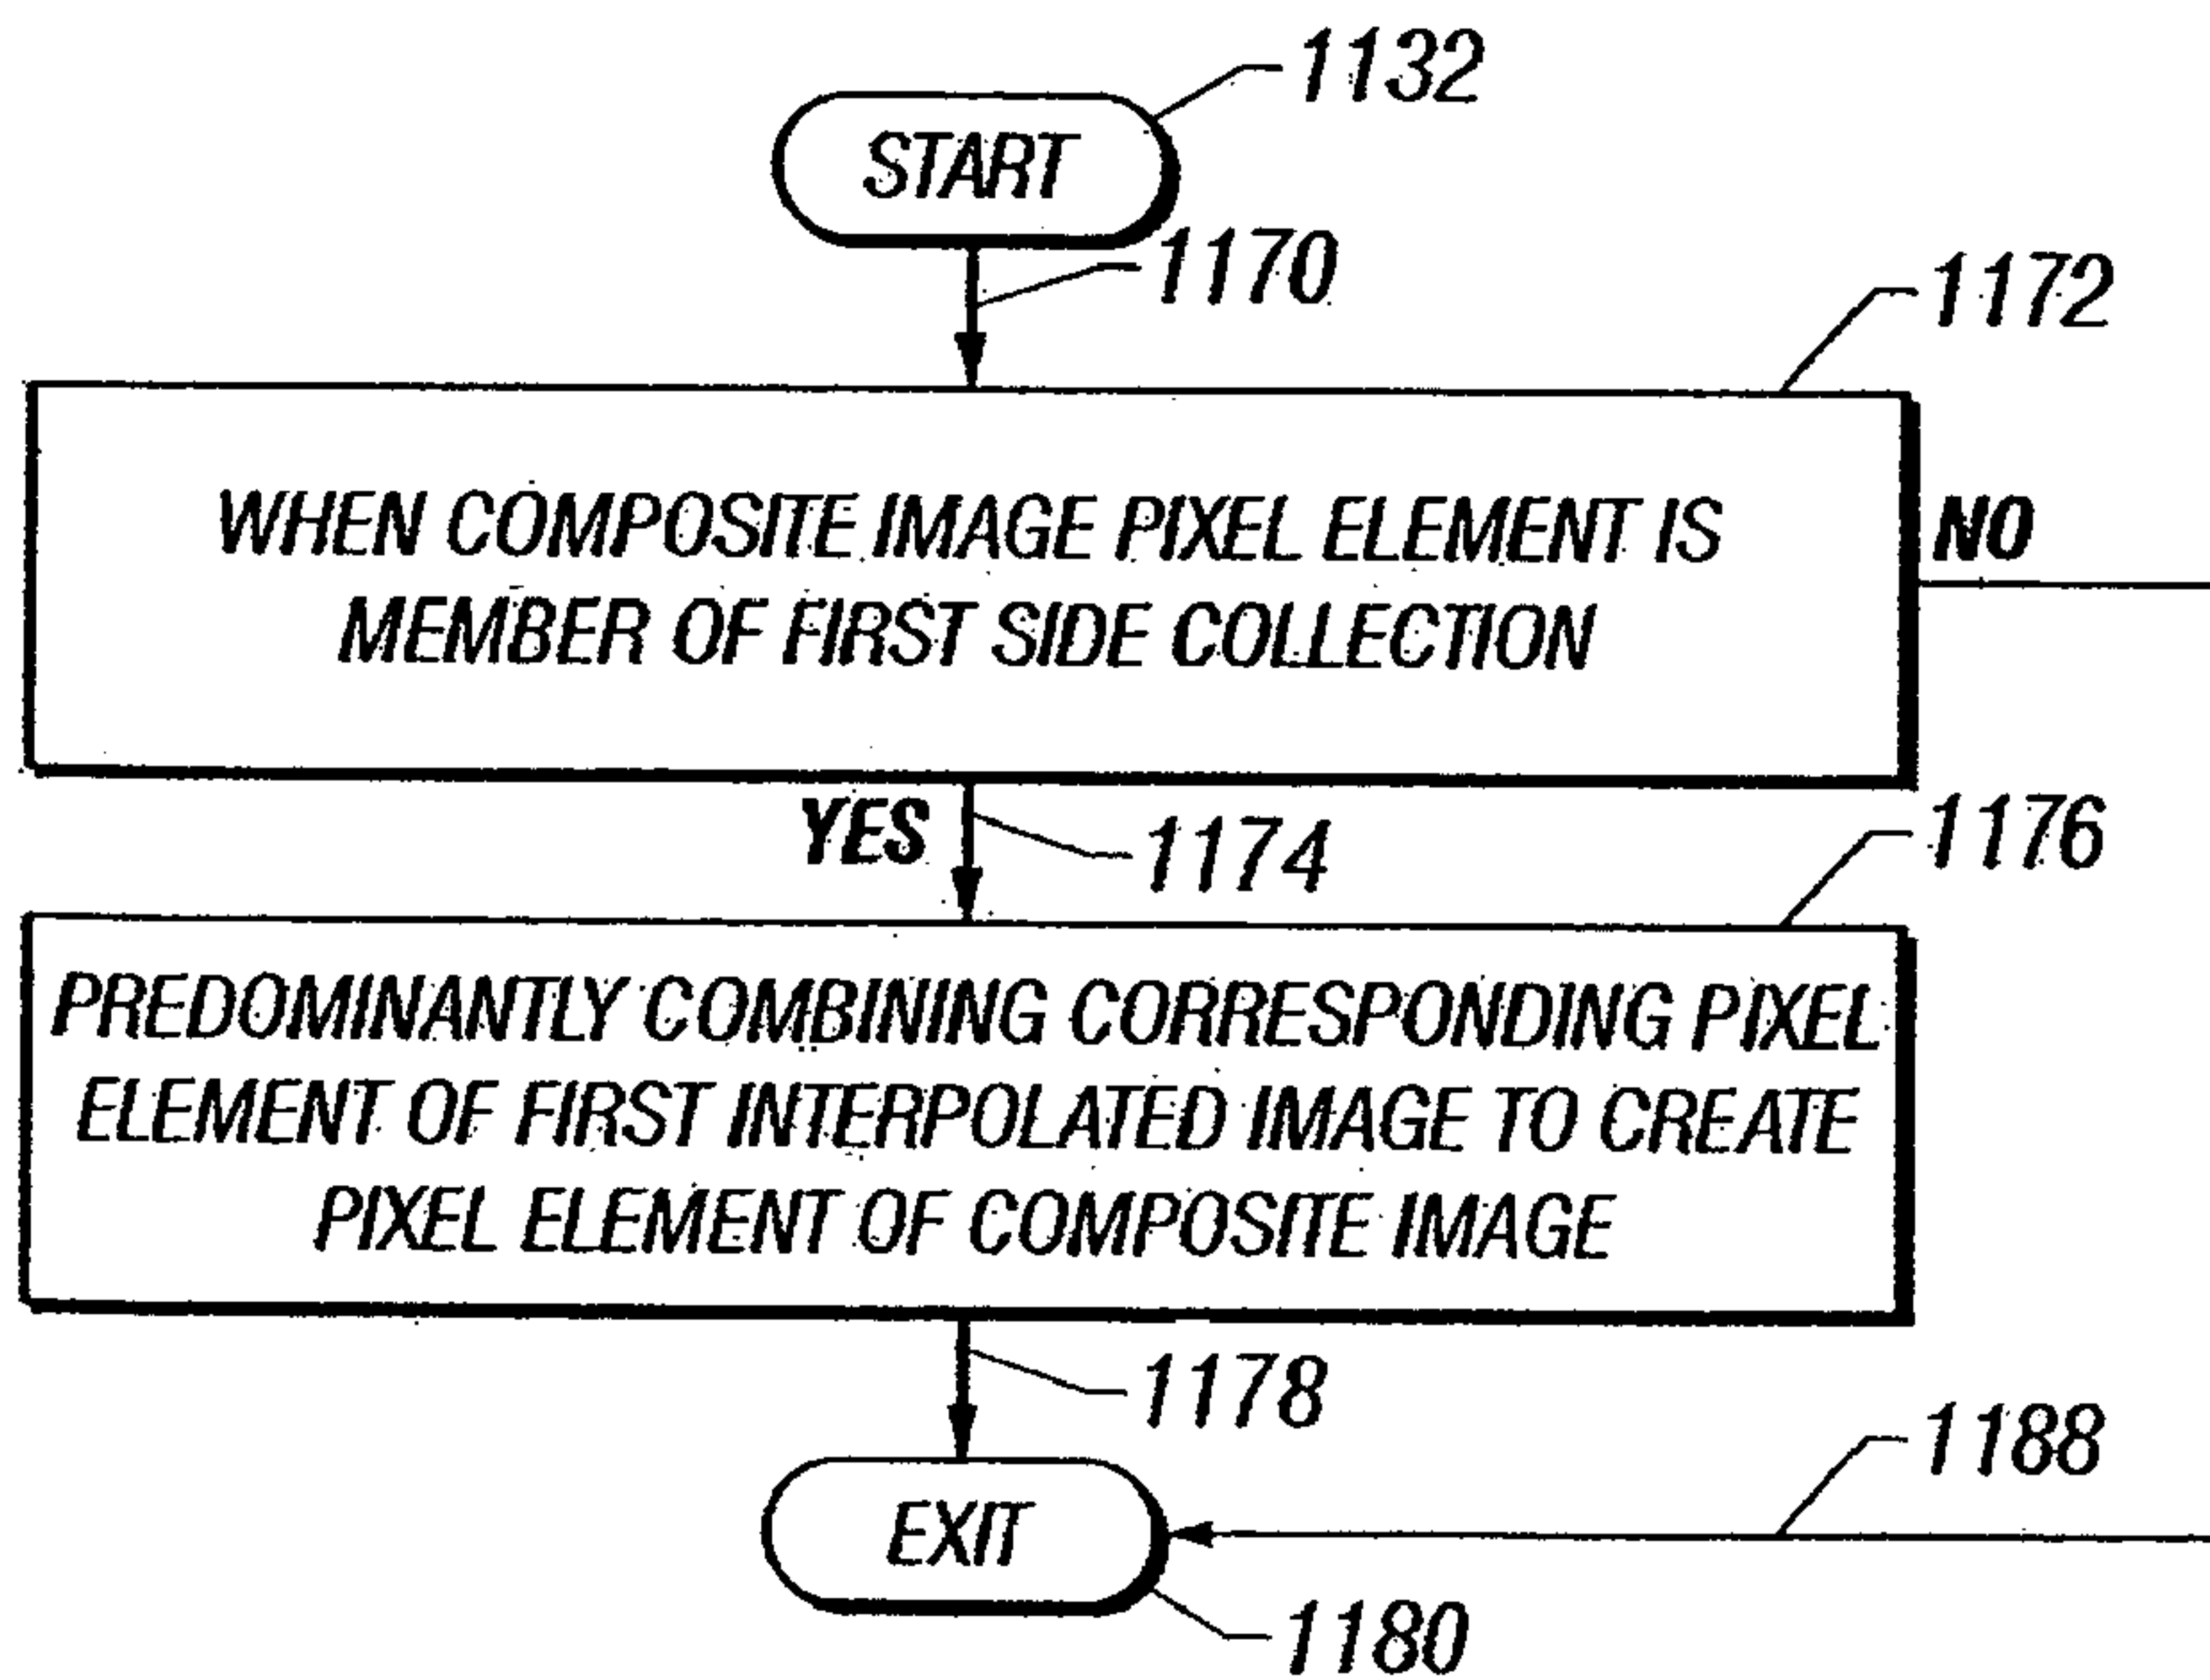 1132
START
1170
1172
WHEN COMPOSITE IMAGE PIXEL ELEMENT IS
MEMBER OF FIRST SIDE COLLECTION
NO
YES
1174
1176
PREDOMINANTLY COMBINING CORRESPONDING PIXEL
ELEMENT OF FIRST INTERPOLATED IMAGE TO CREATE
PIXEL ELEMENT OF COMPOSITE IMAGE
1178
1188
EXIT
1180